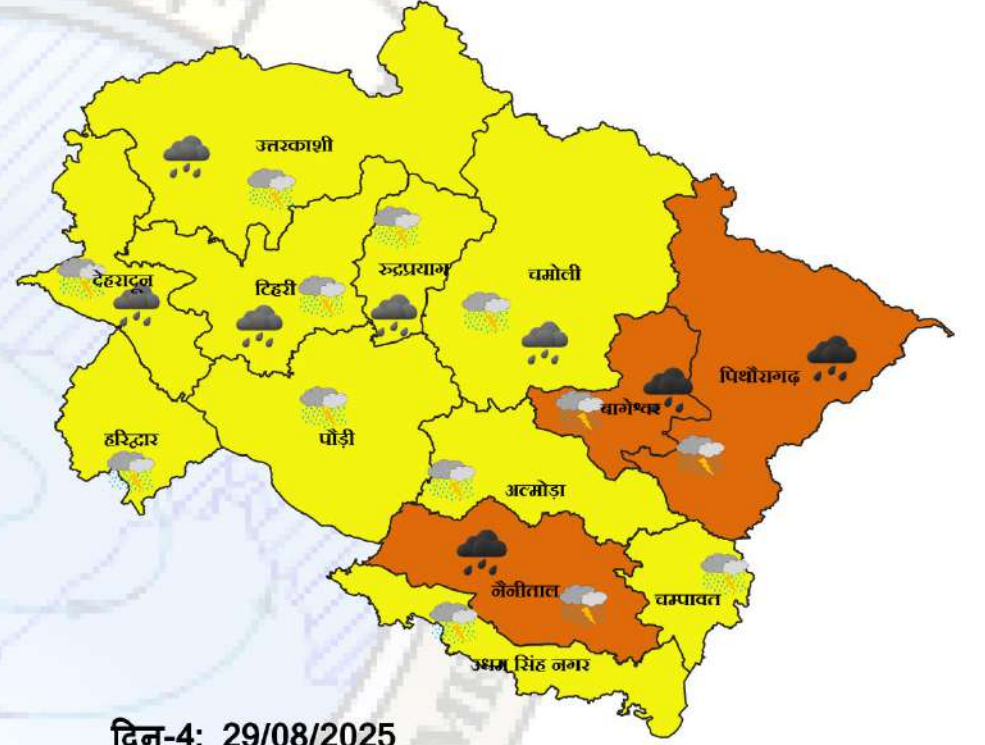 उत्तरकाशी
रुद्रप्रयाग
चमोली
देहरादून
टिहरी
पिथौरागढ़
बागेश्वर
हरिद्वार
पौड़ी
अल्मोड़ा
नैनीताल
चम्पावत
उधम सिंह नगर
दिन-4: 29/08/2025